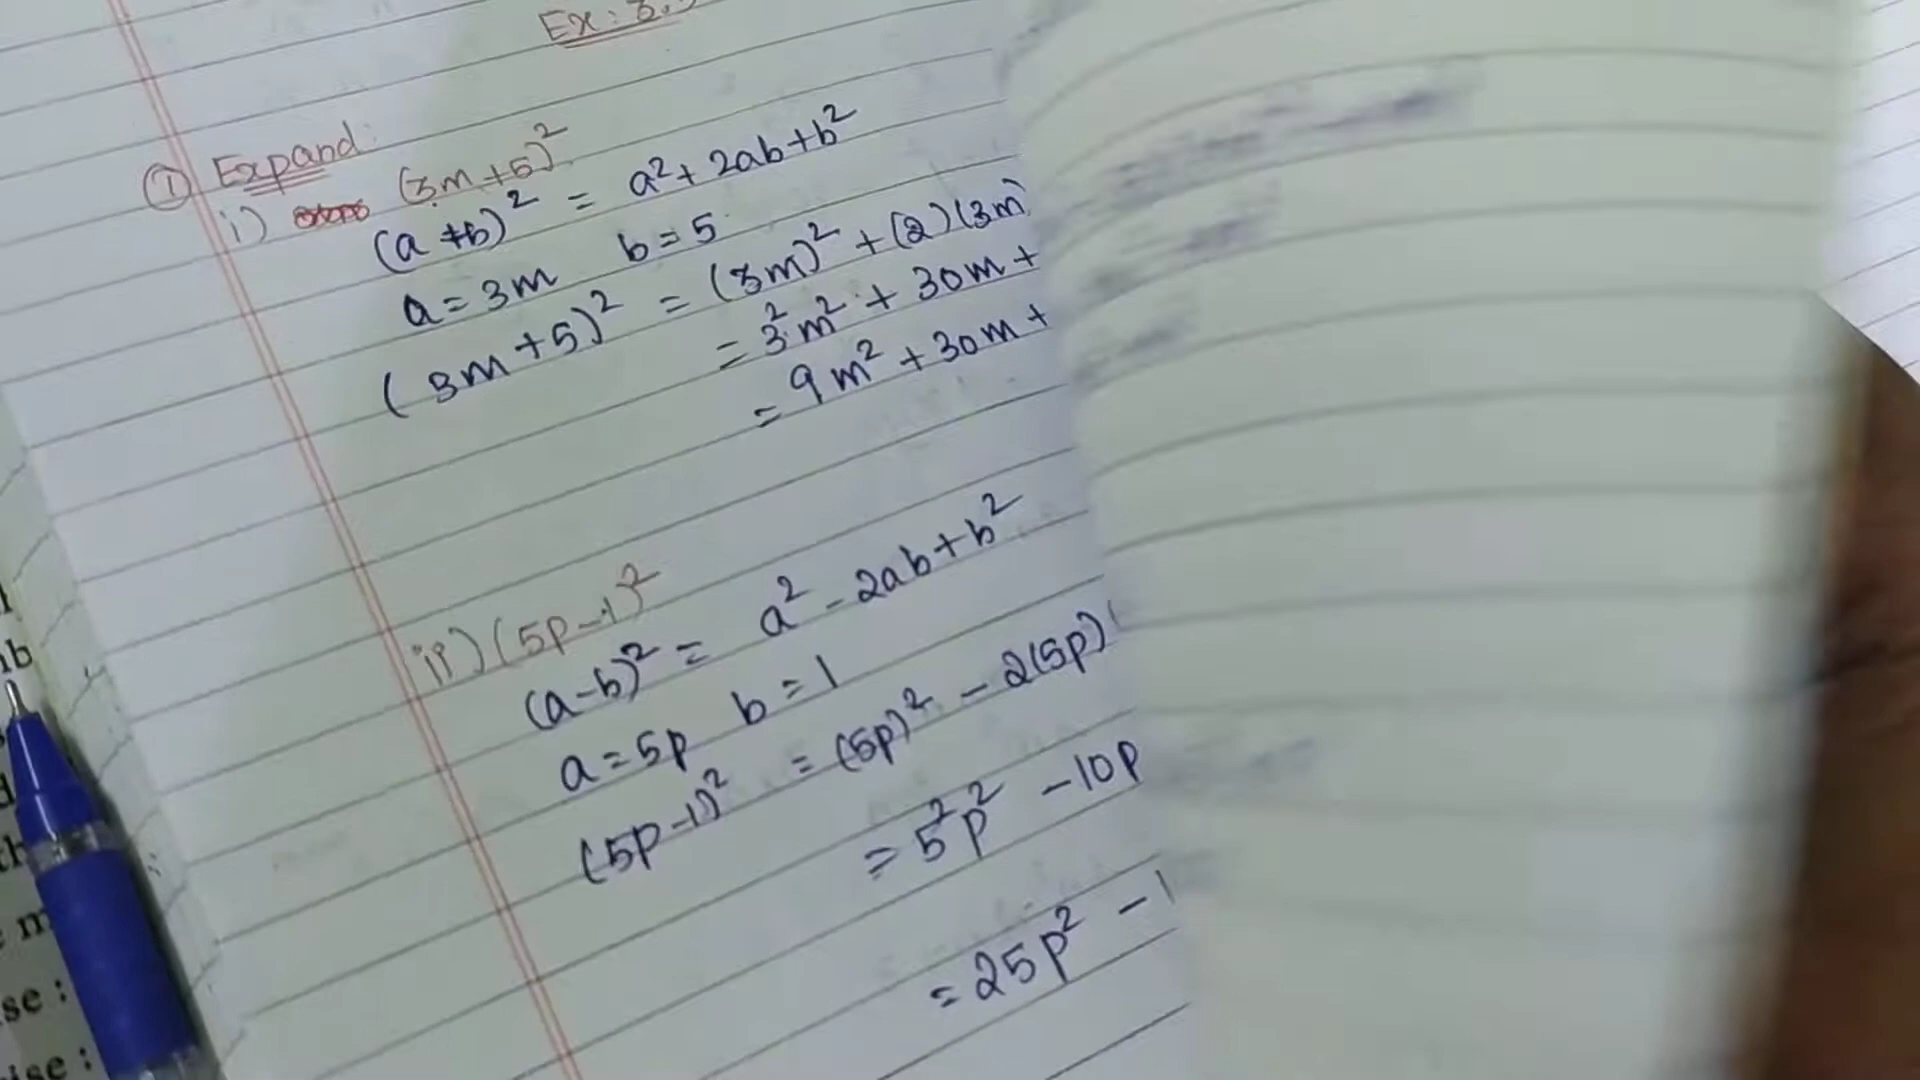 Ex: 3.
① Expand:
i) (3m+5)²
(a+b)² = a²+2ab+b²
a=3m b=5
(3m+5)² = (3m)² + (2)(3m)
= 3²m² + 30m +
= 9m² + 30m +
ii) (5p-1)²
(a-b)² = a² - 2ab+b²
a=5p b=1
(5p-1)² = (5p)² - 2(5p)(
= 5²p² -10p
= 25p² - 1